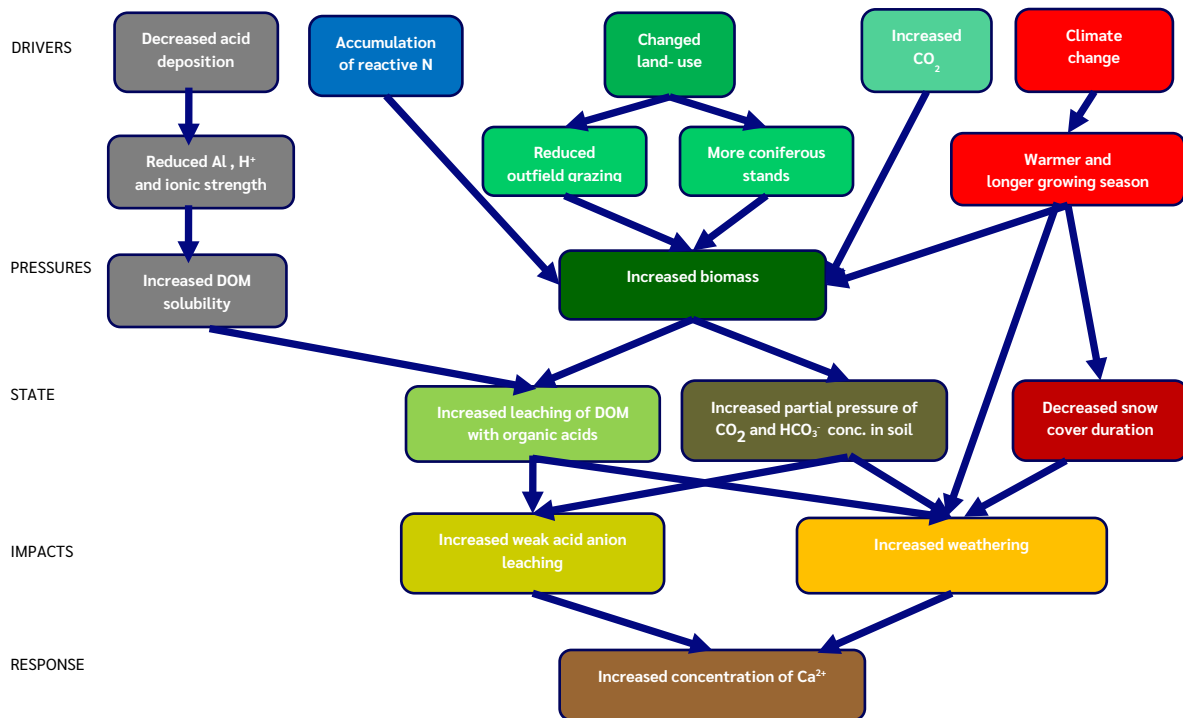 DRIVERS
Decreased acid
deposition
Accumulation
of reactive N
Changed
land- use
Increased
CO₂
Climate
change
Reduced Al , H⁺
and ionic strength
Reduced
outfield grazing
More coniferous
stands
Warmer and
longer growing season
PRESSURES
Increased DOM
solubility
Increased biomass
STATE
Increased leaching of DOM
with organic acids
Increased partial pressure of
CO₂ and HCO₃⁻ conc. in soil
Decreased snow
cover duration
IMPACTS
Increased weak acid anion
leaching
Increased weathering
RESPONSE
Increased concentration of Ca²⁺